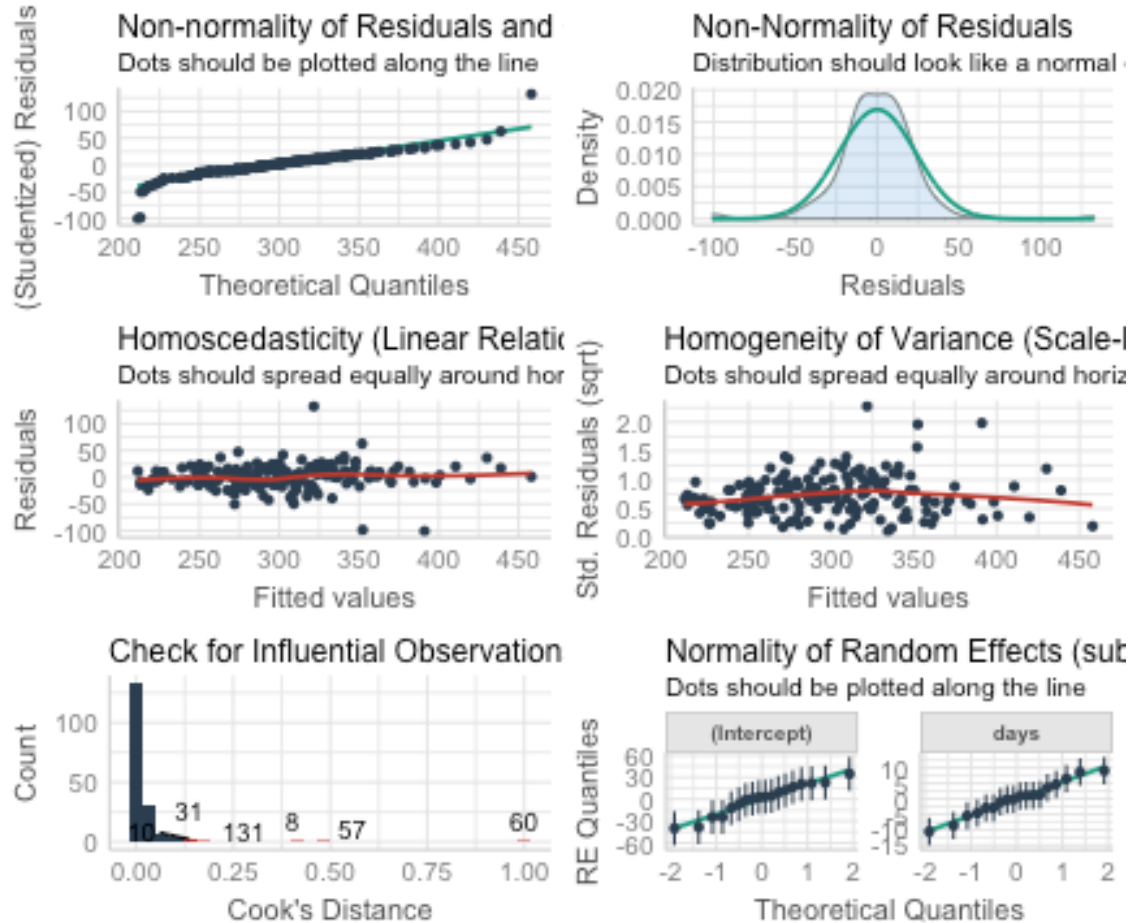 Non-normality of Residuals and
Dots should be plotted along the line
(Studentized) Residuals
100
50
0
-50
-100
200 250 300 350 400 450
Theoretical Quantiles
Non-Normality of Residuals
Distribution should look like a normal
Density
0.020
0.015
0.010
0.005
0.000
-100 -50 0 50 100
Residuals
Homoscedasticity (Linear Relatio
Dots should spread equally around hor
Residuals
100
50
0
-50
-100
200 250 300 350 400 450
Fitted values
Homogeneity of Variance (Scale-
Dots should spread equally around horiz
Std. Residuals (sqrt)
2.0
1.5
1.0
0.5
0.0
200 250 300 350 400 450
Fitted values
Check for Influential Observation
Count
100
50
0
10 31 131 8 57 60
0.00 0.25 0.50 0.75 1.00
Cook's Distance
Normality of Random Effects (sub
Dots should be plotted along the line
RE Quantiles
(Intercept)
60
30
0
-30
-60
-2 -1 0 1 2
days
10
5
0
-5
-10
-15
-2 -1 0 1 2
Theoretical Quantiles